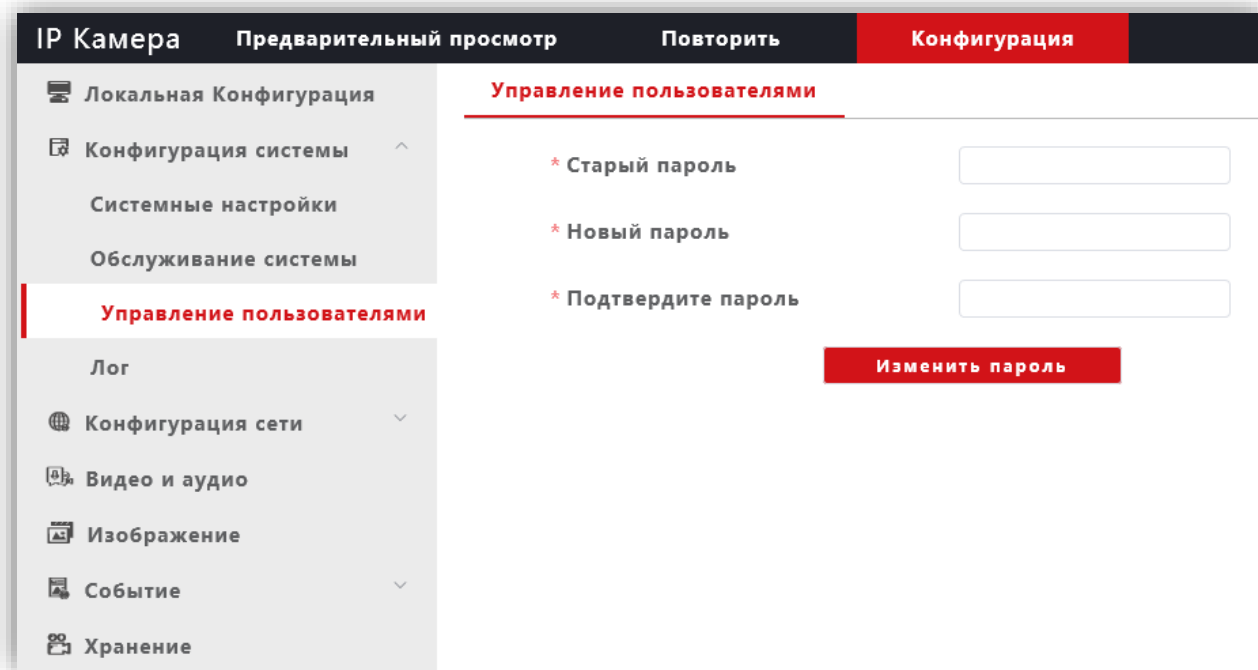 IP Камера Предварительный просмотр Повторить Конфигурация
Локальная Конфигурация
Конфигурация системы
Системные настройки
Обслуживание системы
Управление пользователями
Лог
Конфигурация сети
Видео и аудио
Изображение
Событие
Хранение
Управление пользователями
* Старый пароль
* Новый пароль
* Подтвердите пароль
Изменить пароль